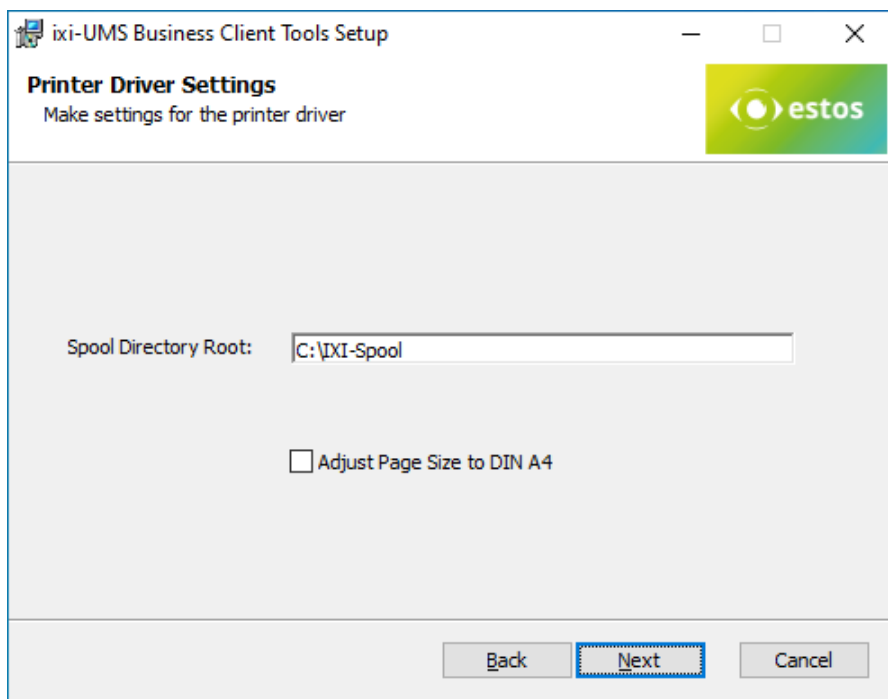 ixi-UMS Business Client Tools Setup
Printer Driver Settings
Make settings for the printer driver
estos
Spool Directory Root:
C:\IXI-Spool
Adjust Page Size to DIN A4
Back
Next
Cancel